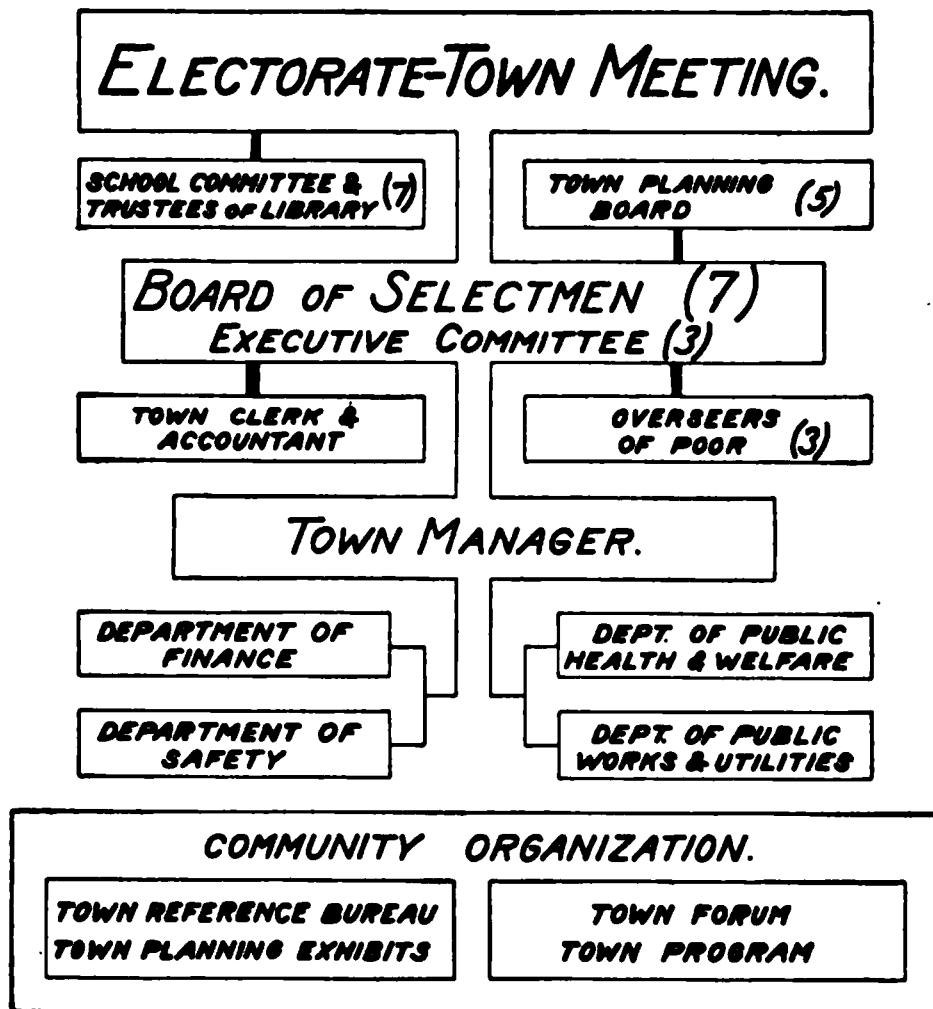 ELECTORATE-TOWN MEETING.
SCHOOL COMMITTEE & (7)
TRUSTEES OF LIBRARY
TOWN PLANNING
BOARD (5)
BOARD OF SELECTMEN (7)
EXECUTIVE COMMITTEE (3)
TOWN CLERK &
ACCOUNTANT
OVERSEERS
OF POOR (3)
TOWN MANAGER.
DEPARTMENT OF
FINANCE
DEPT. OF PUBLIC
HEALTH & WELFARE
DEPARTMENT OF
SAFETY
DEPT. OF PUBLIC
WORKS & UTILITIES
COMMUNITY ORGANIZATION.
TOWN REFERENCE BUREAU
TOWN PLANNING EXHIBITS
TOWN FORUM
TOWN PROGRAM